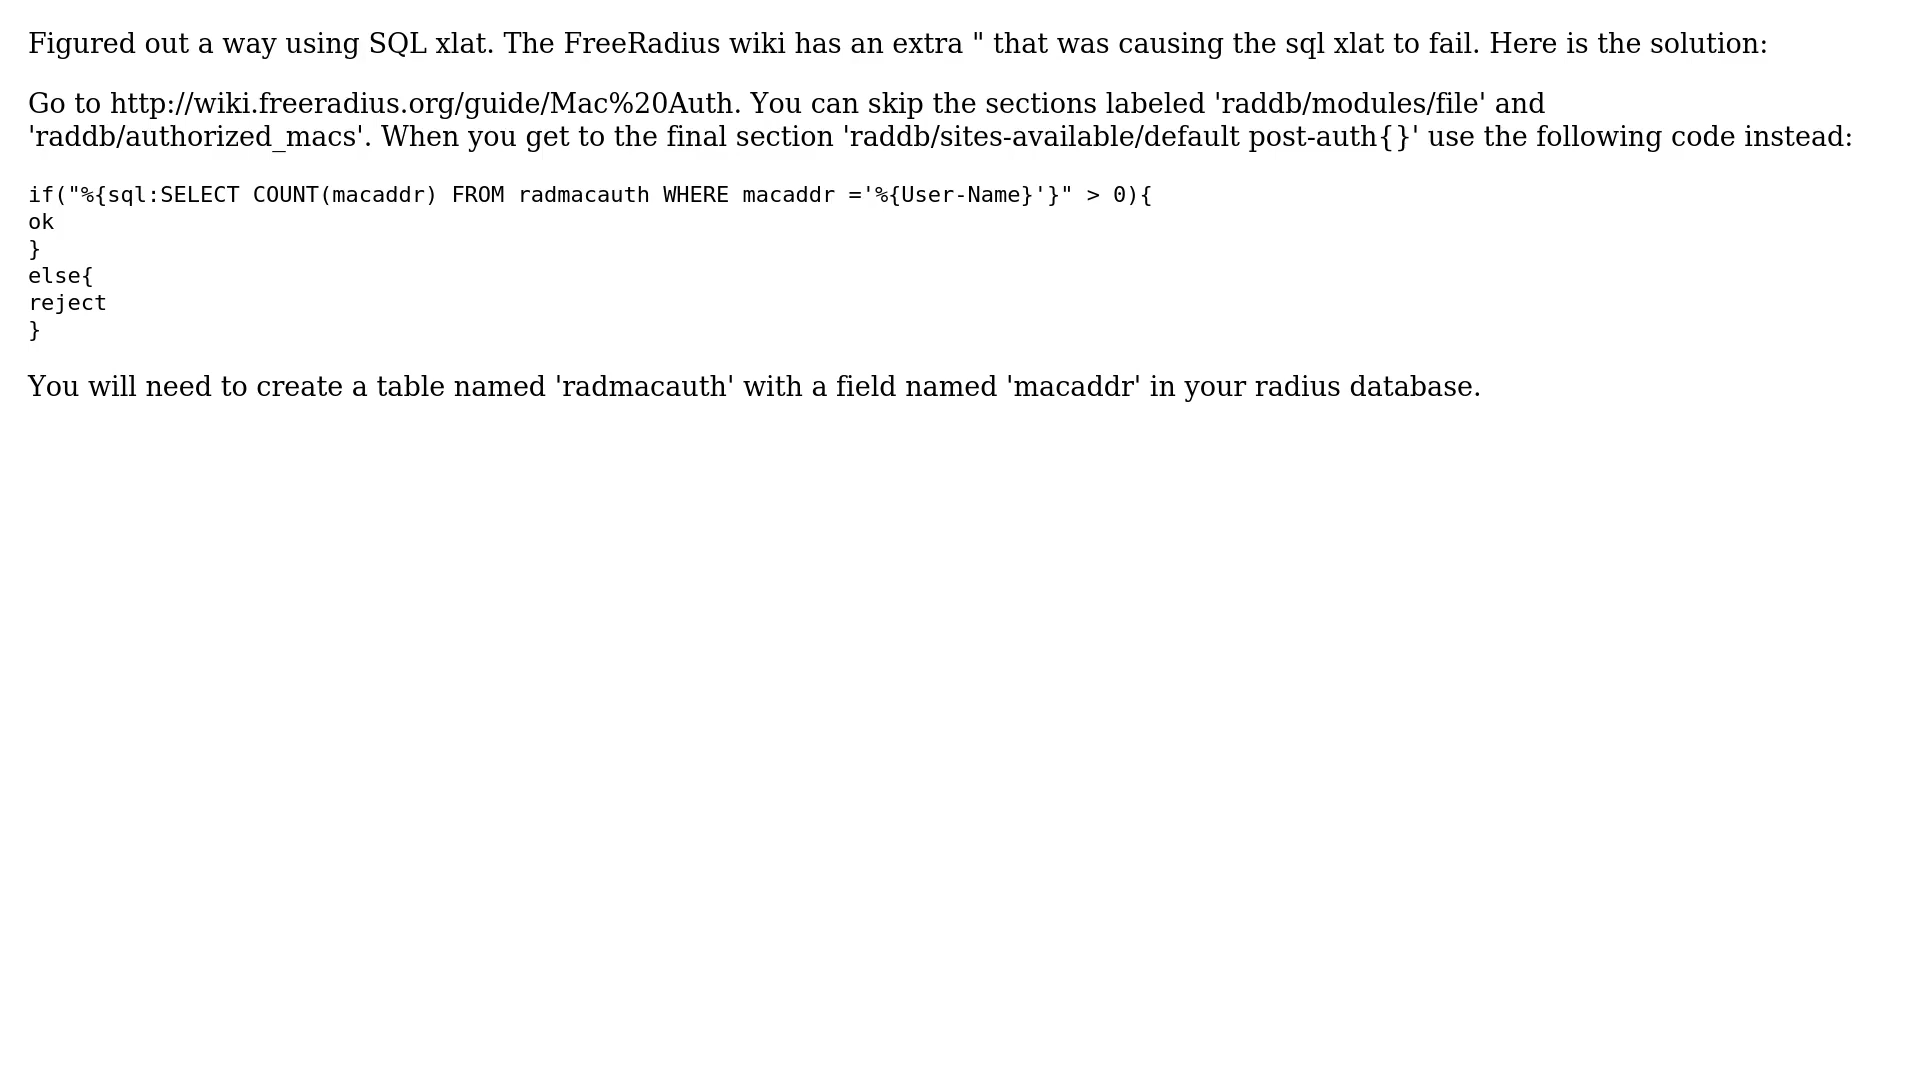 Figured out a way using SQL xlat. The FreeRadius wiki has an extra " that was causing the sql xlat to fail. Here is the solution:
Go to http://wiki.freeradius.org/guide/Mac%20Auth. You can skip the sections labeled 'raddb/modules/file' and
'raddb/authorized_macs'. When you get to the final section 'raddb/sites-available/default post-auth{}' use the following code instead:
if("%{sql:SELECT COUNT(macaddr) FROM radmacauth WHERE macaddr ='%{User-Name}'}" > 0){
ok
}
else{
reject
}
You will need to create a table named 'radmacauth' with a field named 'macaddr' in your radius database.